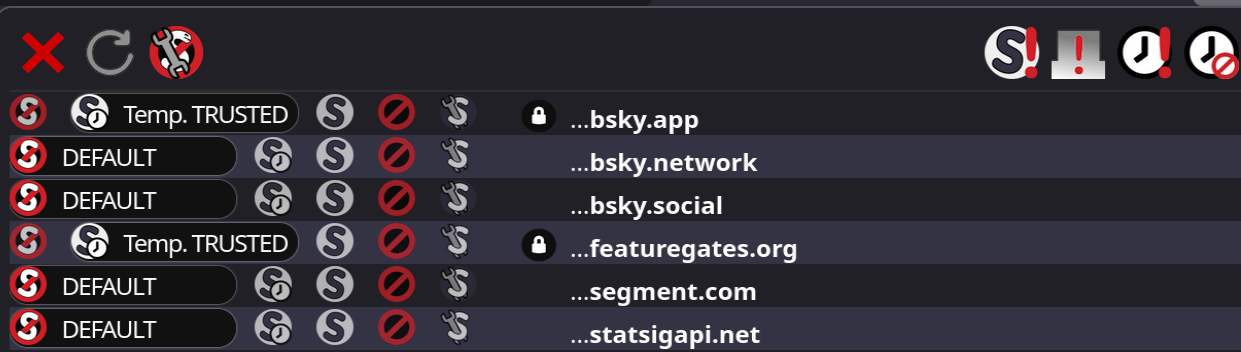 Temp. TRUSTED ...bsky.app
DEFAULT ...bsky.network
DEFAULT ...bsky.social
Temp. TRUSTED ...featuregates.org
DEFAULT ...segment.com
DEFAULT ...statsigapi.net